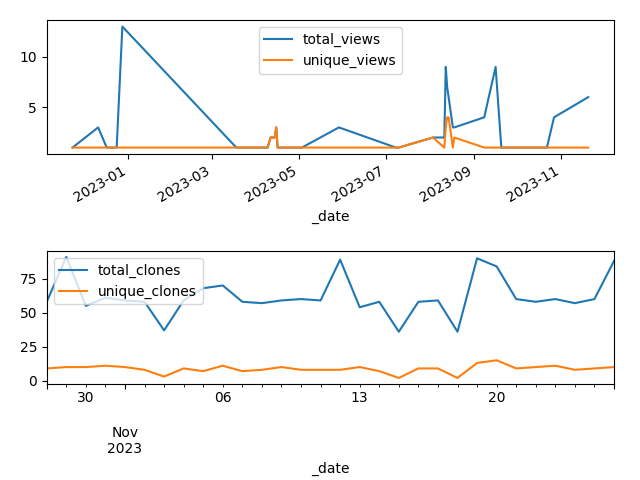 10
5
total_views
unique_views
2023-01
2023-03
2023-05
2023-07
2023-09
2023-11
_date
75
50
25
0
total_clones
unique_clones
30
06
13
20
Nov
2023
_date